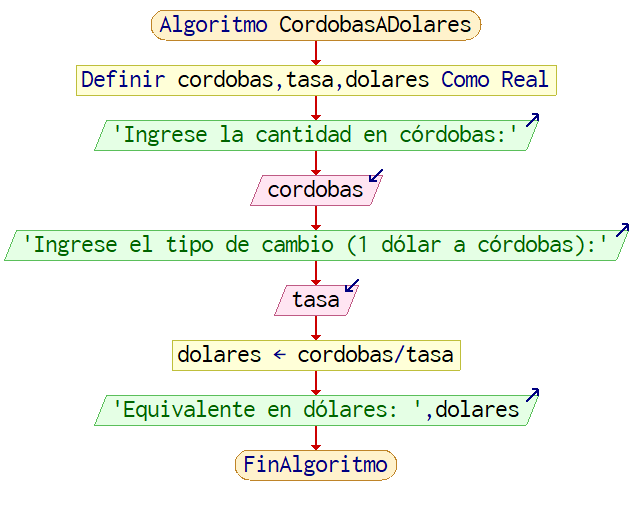 Algoritmo CordobasADolares
Definir cordobas,tasa,dolares Como Real
'Ingrese la cantidad en córdobas:'
cordobas
'Ingrese el tipo de cambio (1 dólar a córdobas):'
tasa
dolares ← cordobas/tasa
'Equivalente en dólares: ',dolares
FinAlgoritmo